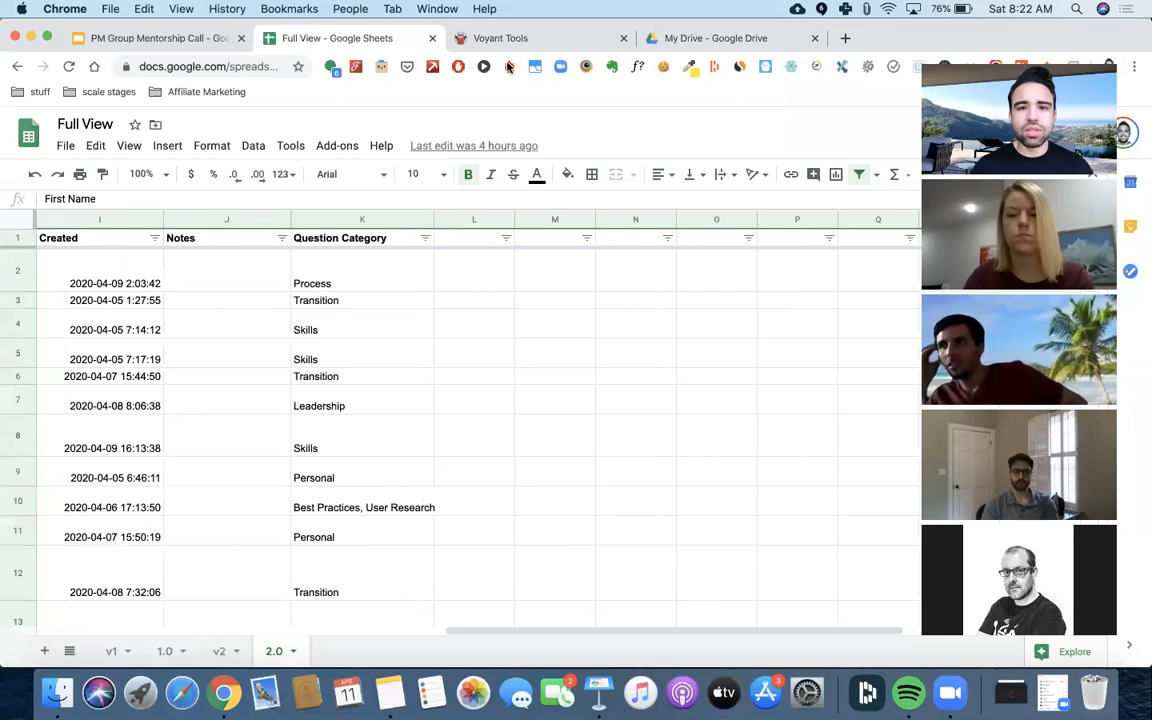 Chrome File Edit View History Bookmarks People Tab Window Help 76% Sat 8:22 AM
PM Group Mentorship Call - Go Full View - Google Sheets Voyant Tools My Drive - Google Drive
docs.google.com/spreads...
stuff scale stages Affiliate Marketing
Full View
File Edit View Insert Format Data Tools Add-ons Help Last edit was 4 hours ago
100% $ % .0 .00 123 Arial 10 B I S A Σ
fx First Name
I J K L M N O P Q
1 Created Notes Question Category
2 2020-04-09 2:03:42 Process
3 2020-04-05 1:27:55 Transition
4 2020-04-05 7:14:12 Skills
5 2020-04-05 7:17:19 Skills
6 2020-04-07 15:44:50 Transition
7 2020-04-08 8:06:38 Leadership
8 2020-04-09 16:13:38 Skills
9 2020-04-05 6:46:11 Personal
10 2020-04-06 17:13:50 Best Practices, User Research
11 2020-04-07 15:50:19 Personal
12 2020-04-08 7:32:06 Transition
13
v1 1.0 v2 2.0 Explore
APR 11 2 tv 3